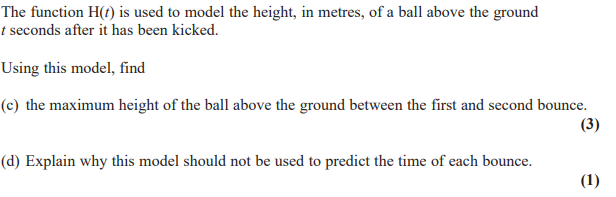 The function H(t) is used to model the height, in metres, of a ball above the ground
t seconds after it has been kicked.
Using this model, find
(c) the maximum height of the ball above the ground between the first and second bounce.
(3)
(d) Explain why this model should not be used to predict the time of each bounce.
(1)